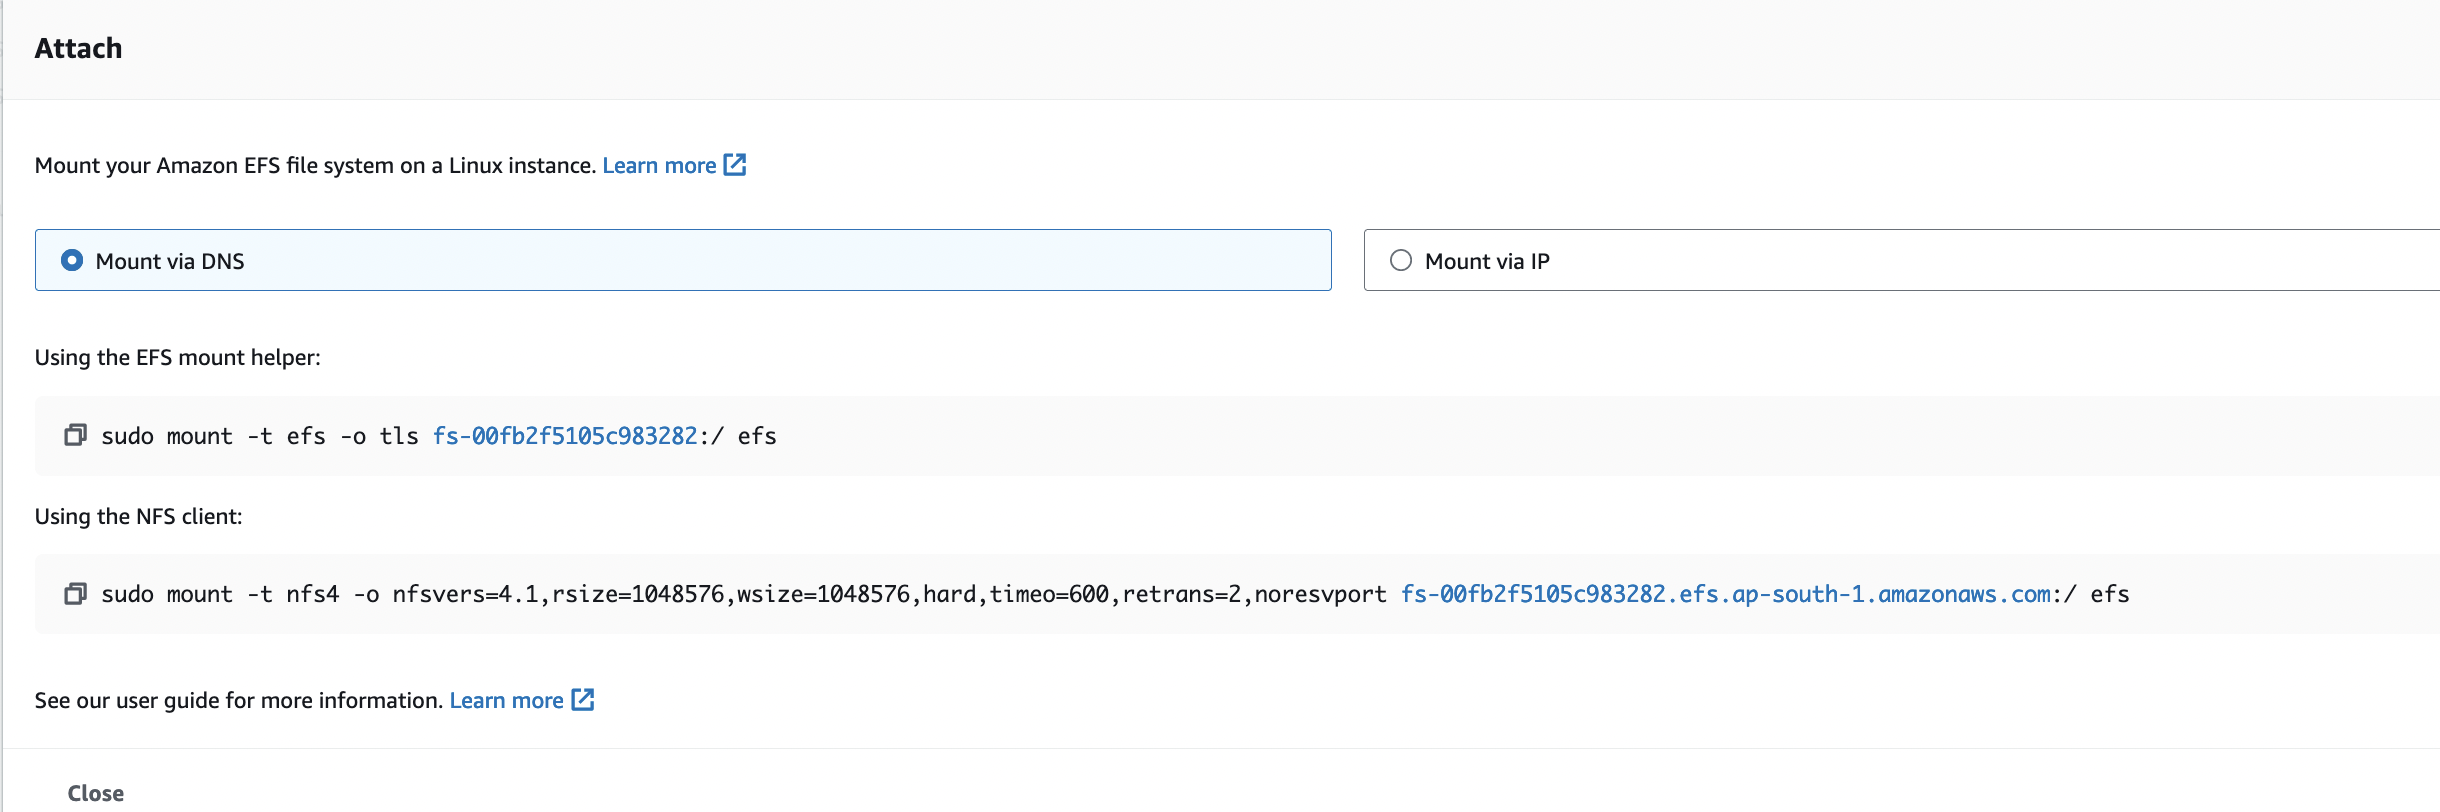 Attach
Mount your Amazon EFS file system on a Linux instance. Learn more
Mount via DNS
Mount via IP
Using the EFS mount helper:
sudo mount -t efs -o tls fs-00fb2f5105c983282:/ efs
Using the NFS client:
sudo mount -t nfs4 -o nfsvers=4.1,rsize=1048576,wsize=1048576,hard,timeo=600,retrans=2,noresvport fs-00fb2f5105c983282.efs.ap-south-1.amazonaws.com:/ efs
See our user guide for more information. Learn more
Close